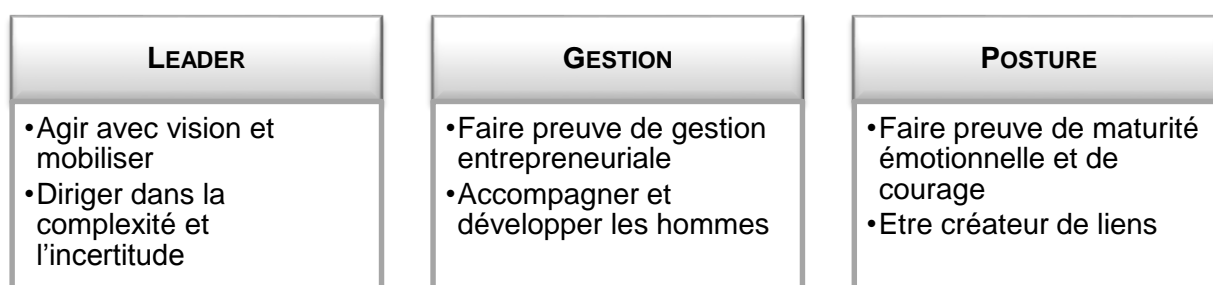 LEADER
•Agir avec vision et
mobiliser
•Diriger dans la
complexité et
l'incertitude
GESTION
•Faire preuve de gestion
entrepreneuriale
•Accompagner et
développer les hommes
POSTURE
•Faire preuve de maturité
émotionnelle et de
courage
•Etre créateur de liens